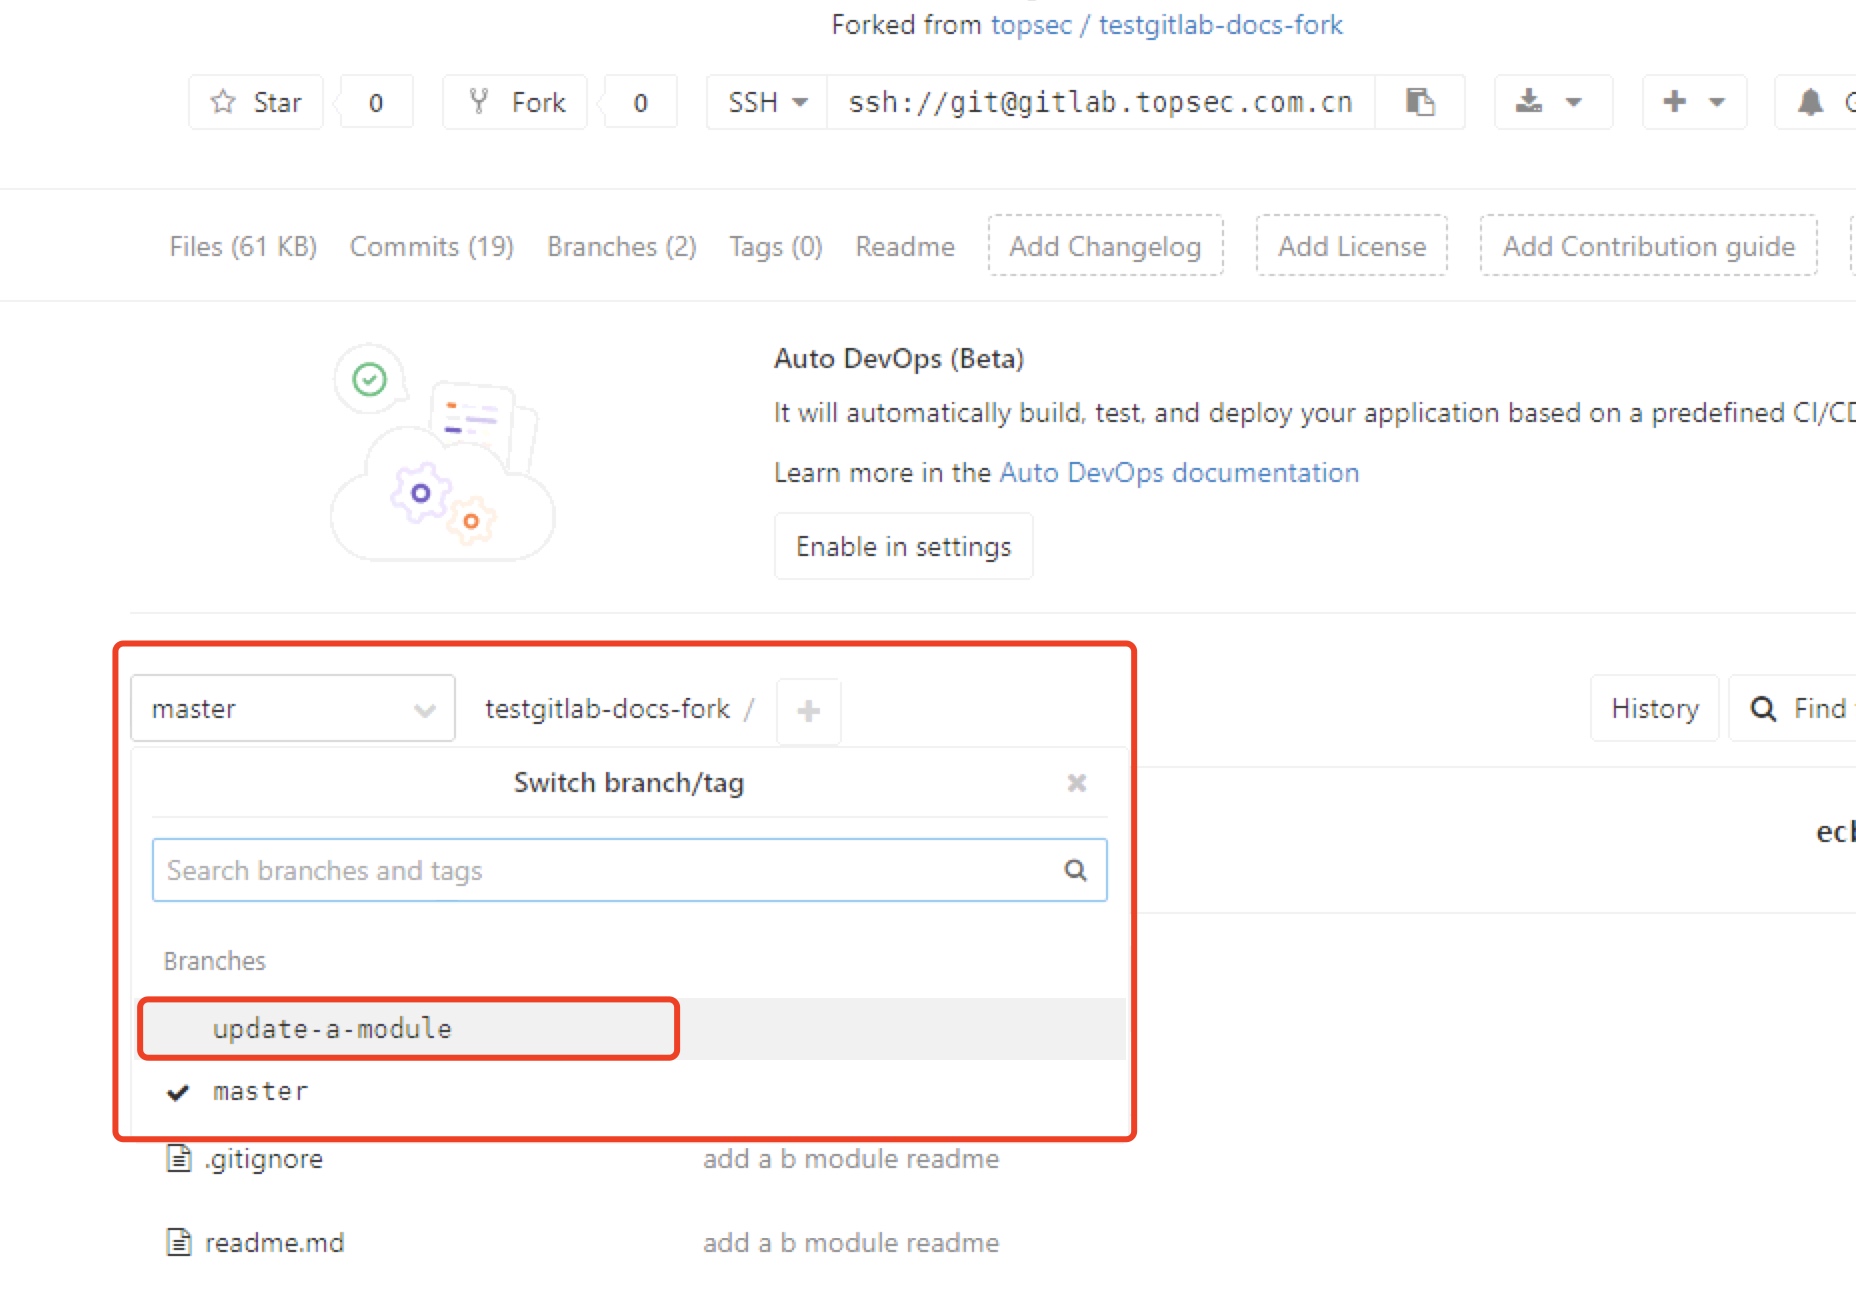 Forked from topsec / testgitlab-docs-fork
Star 0 Fork 0 SSH ssh://git@gitlab.topsec.com.cn
Files (61 KB) Commits (19) Branches (2) Tags (0) Readme Add Changelog Add License Add Contribution guide
Auto DevOps (Beta)
It will automatically build, test, and deploy your application based on a predefined CI/CD
Learn more in the Auto DevOps documentation
Enable in settings
master testgitlab-docs-fork / + History Find
Switch branch/tag
Search branches and tags
Branches
update-a-module
master
.gitignore add a b module readme
readme.md add a b module readme